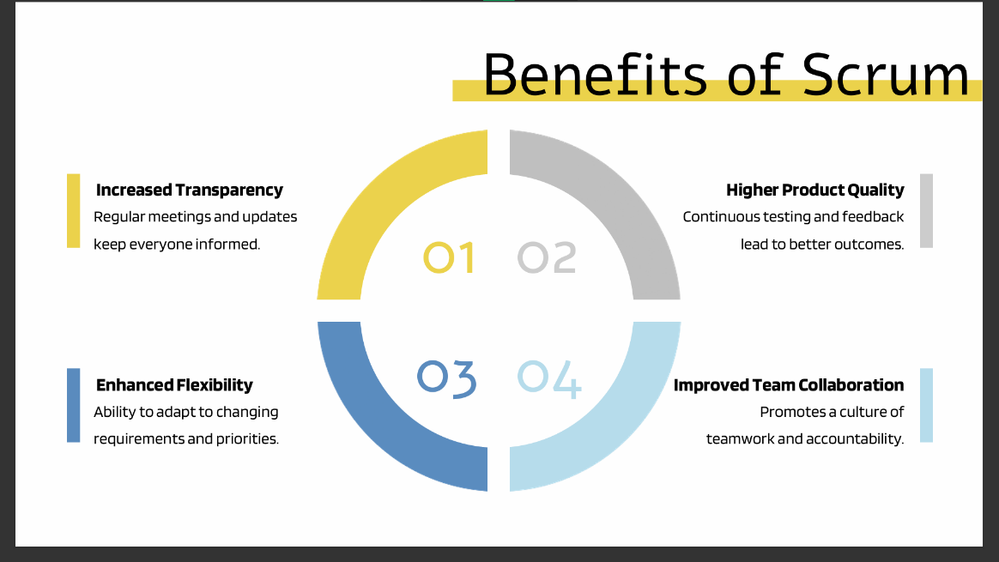 Benefits of Scrum
Increased Transparency
Regular meetings and updates
keep everyone informed.
01
02
Higher Product Quality
Continuous testing and feedback
lead to better outcomes.
Enhanced Flexibility
Ability to adapt to changing
requirements and priorities.
03
04
Improved Team Collaboration
Promotes a culture of
teamwork and accountability.